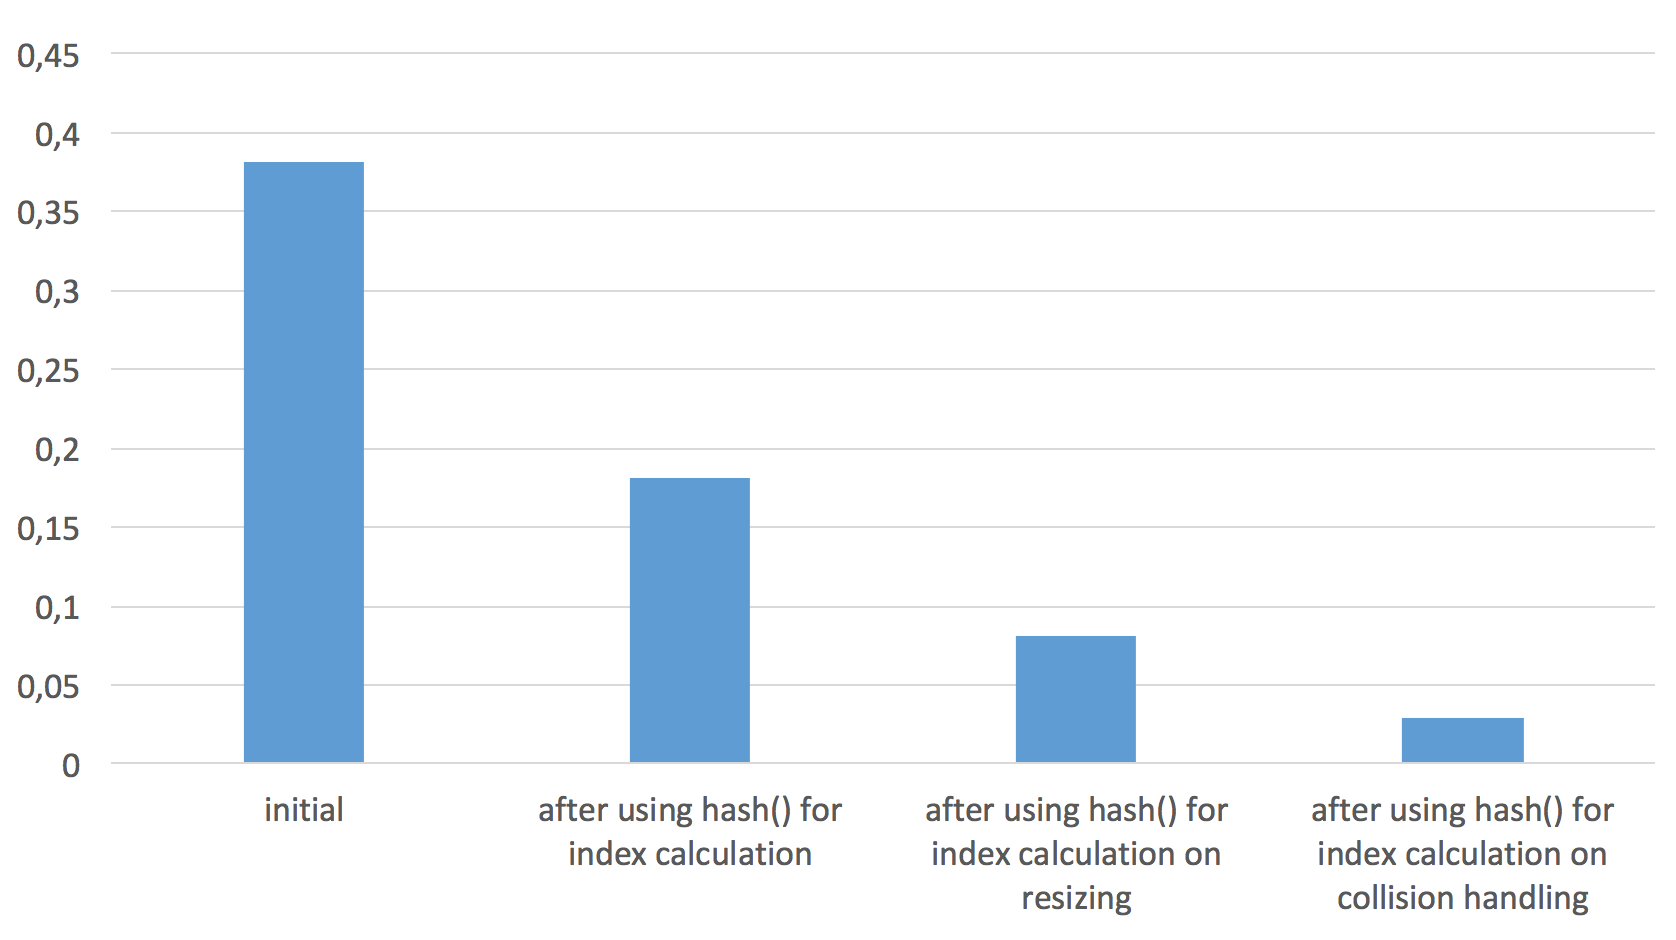 0,45
0,4
0,35
0,3
0,25
0,2
0,15
0,1
0,05
0
initial
after using hash() for
index calculation
after using hash() for
index calculation on
resizing
after using hash() for
index calculation on
collision handling